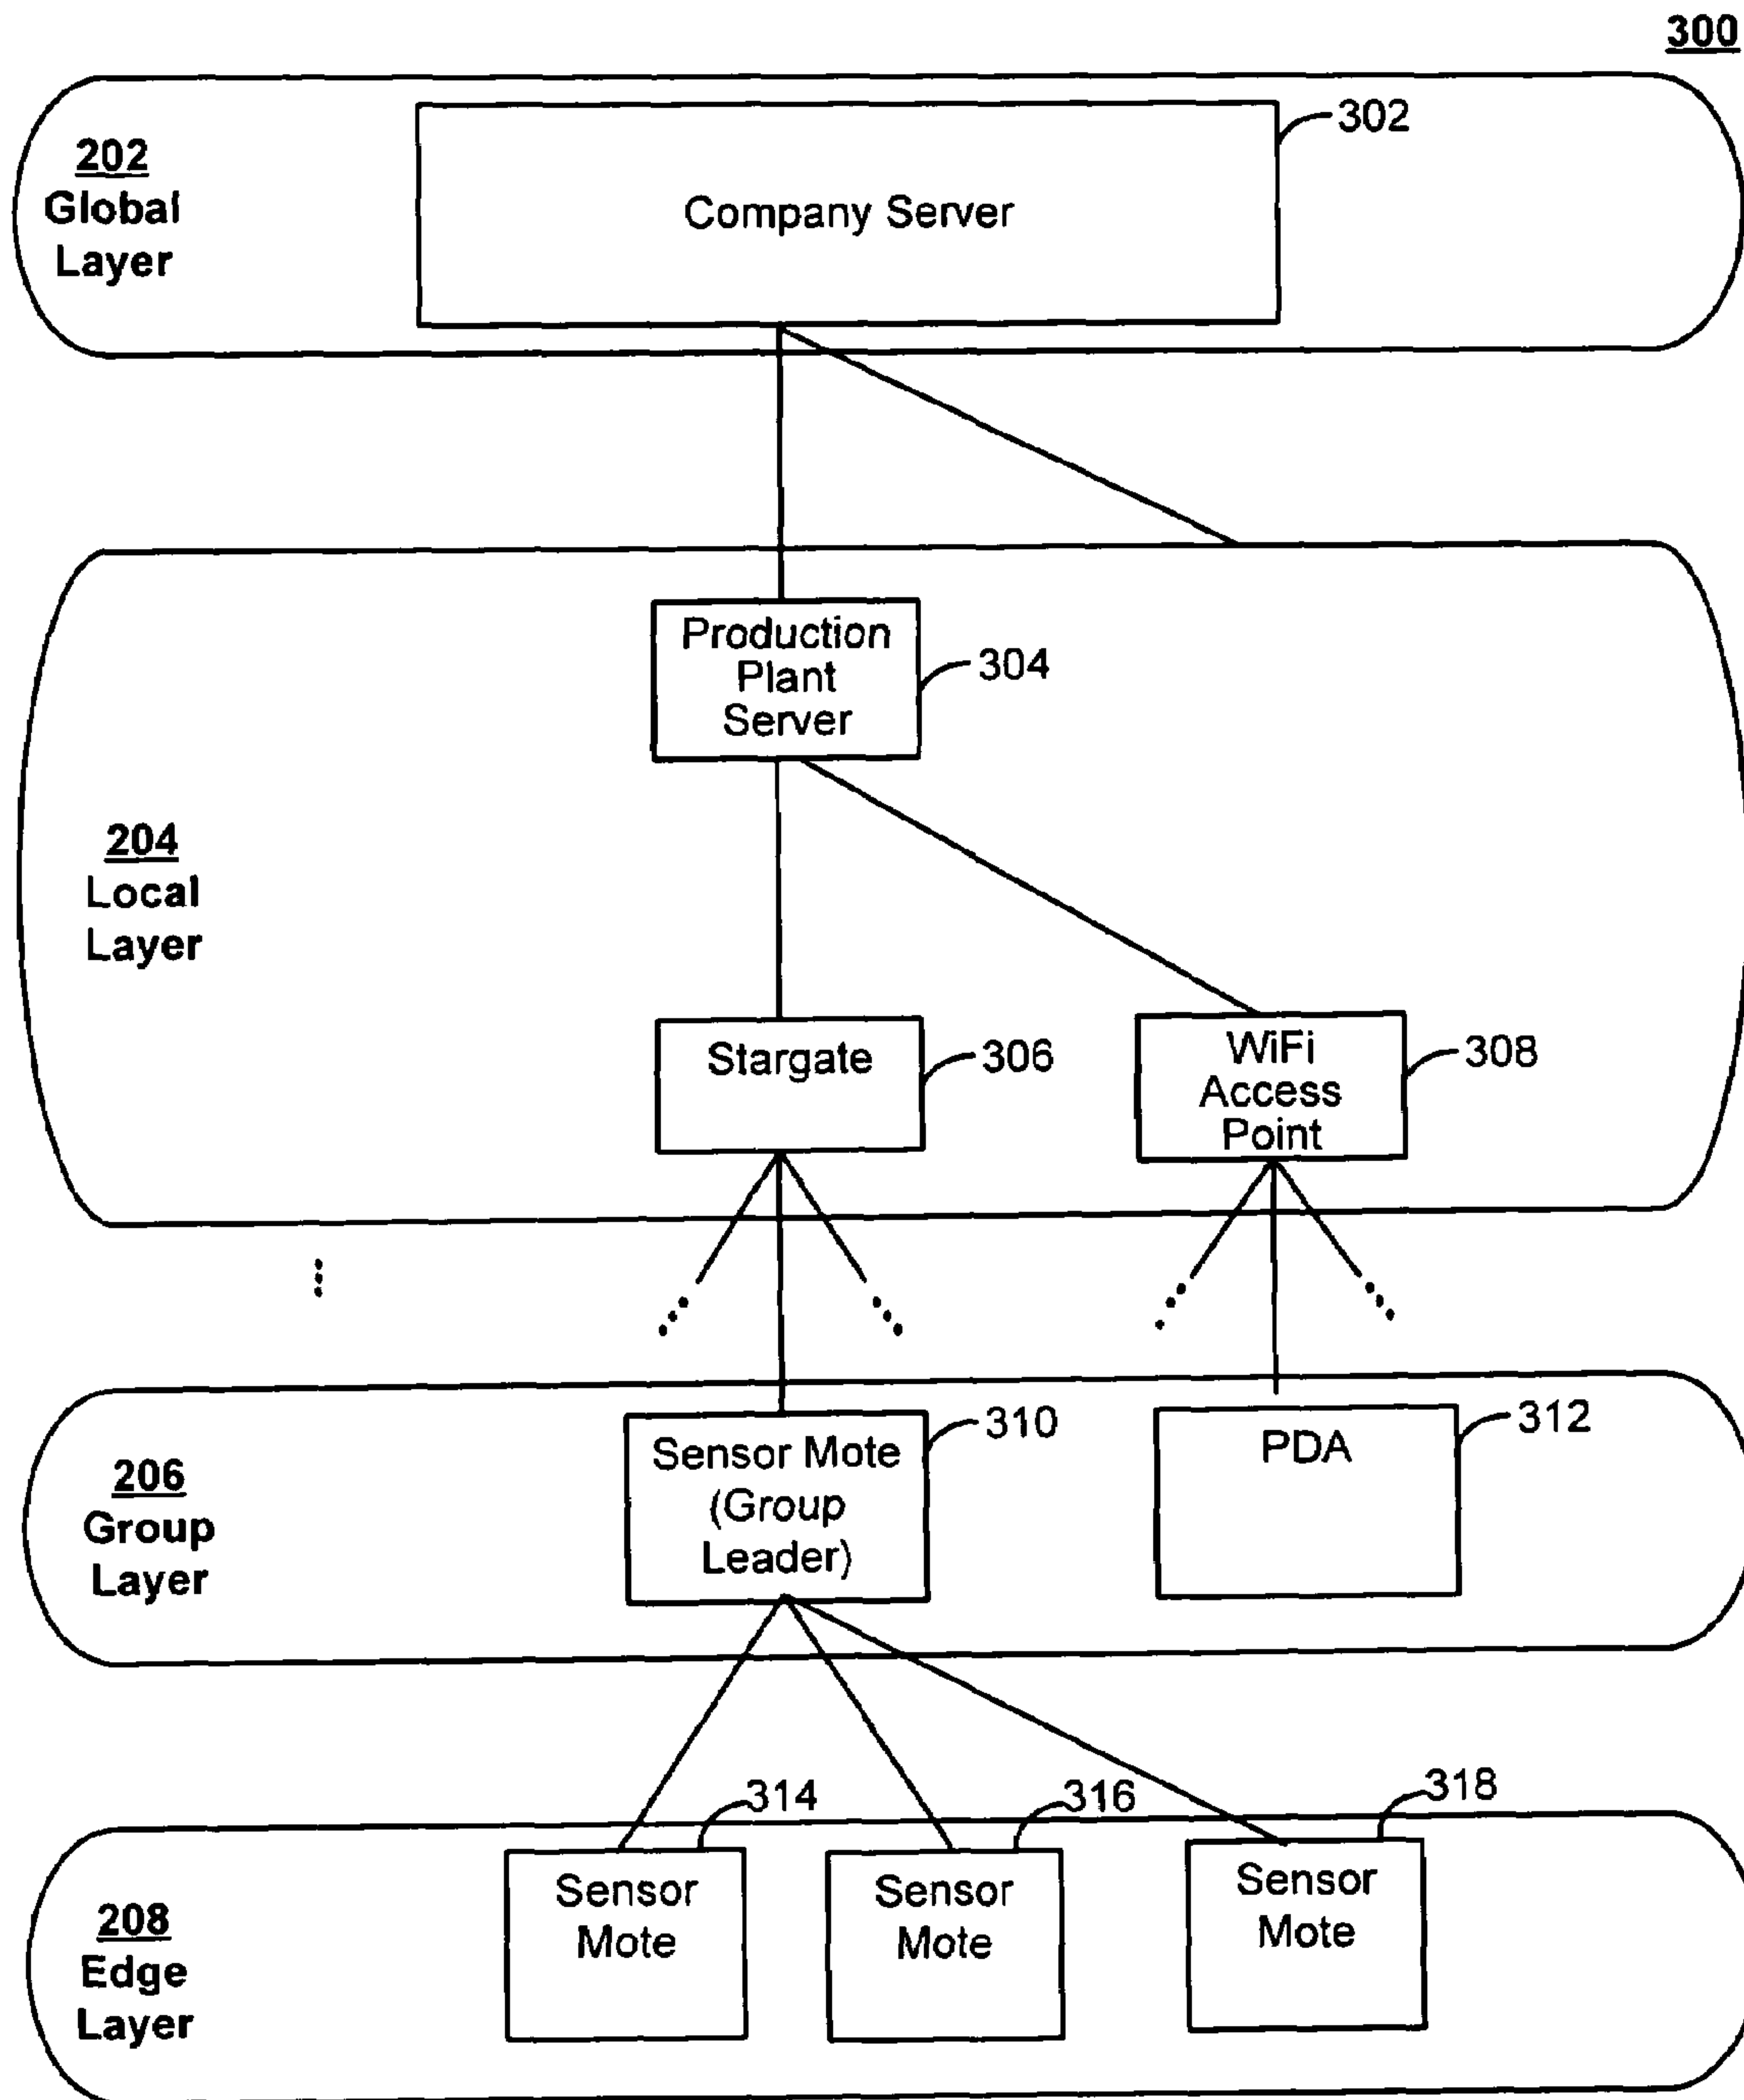 300
302
202
Global
Layer
Company Server
Production
Plant
Server
304
204
Local
Layer
Stargate
306
WiFi
Access
Point
308
206
Group
Layer
Sensor Mote
(Group
Leader)
310
PDA
312
314
316
318
208
Edge
Layer
Sensor
Mote
Sensor
Mote
Sensor
Mote